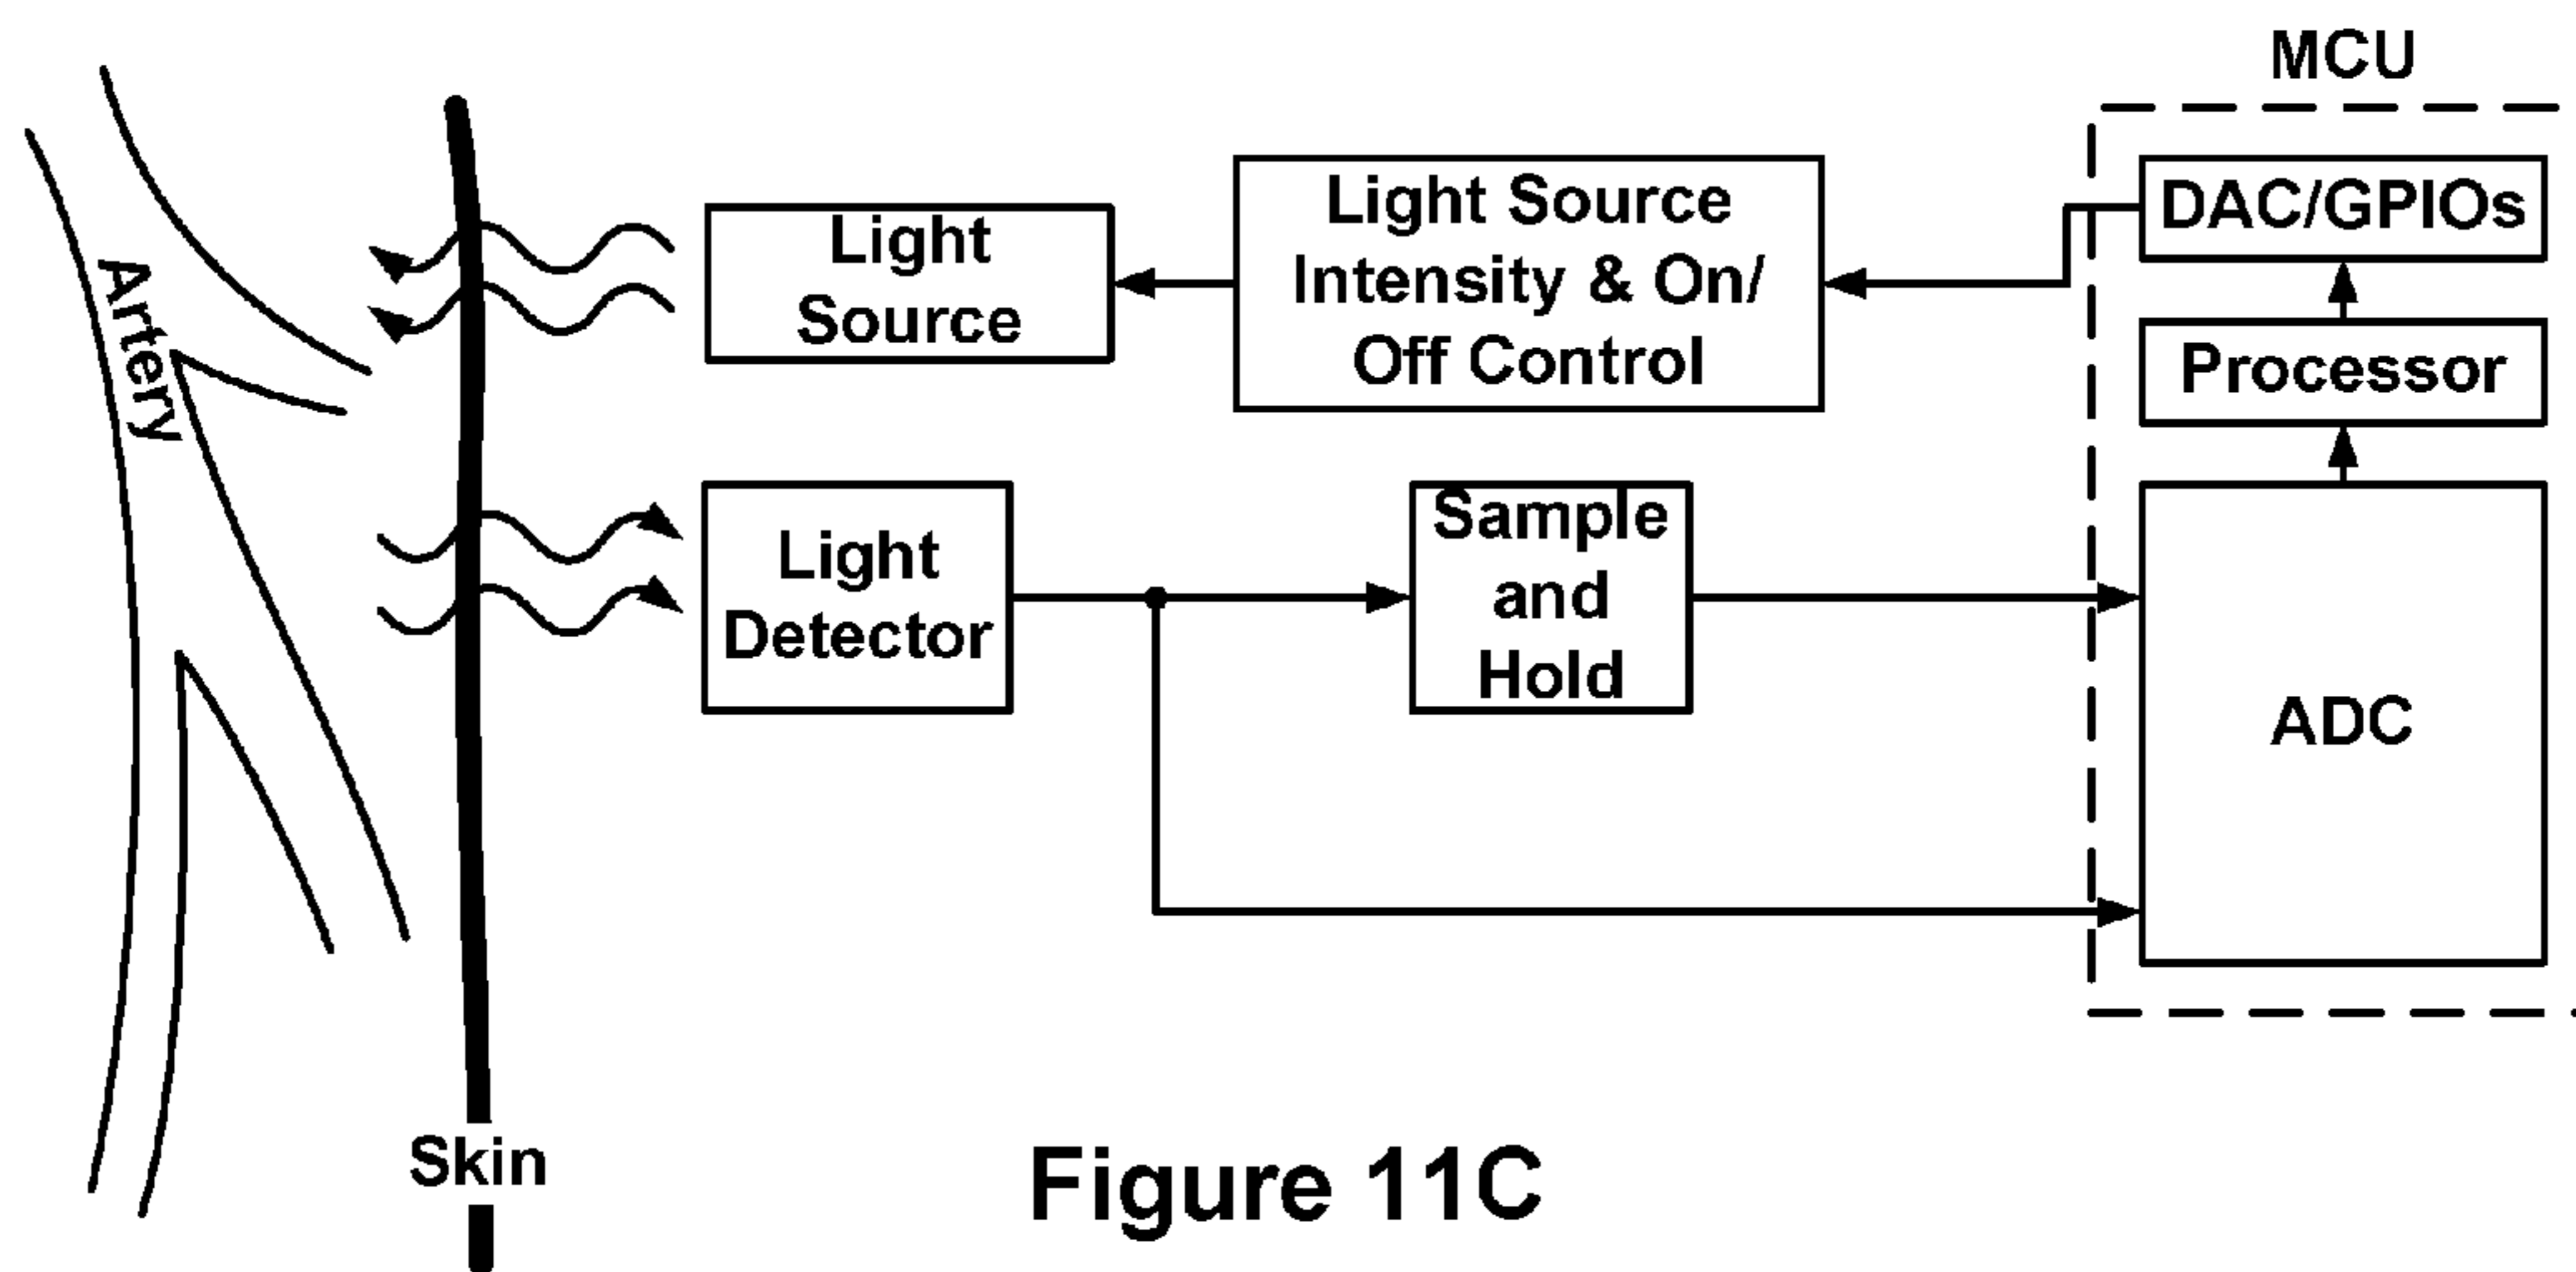 MCU
Artery
Light
Source
Light Source
Intensity & On/
Off Control
DAC/GPIOs
Processor
Light
Detector
Sample
and
Hold
ADC
Skin
Figure 11C